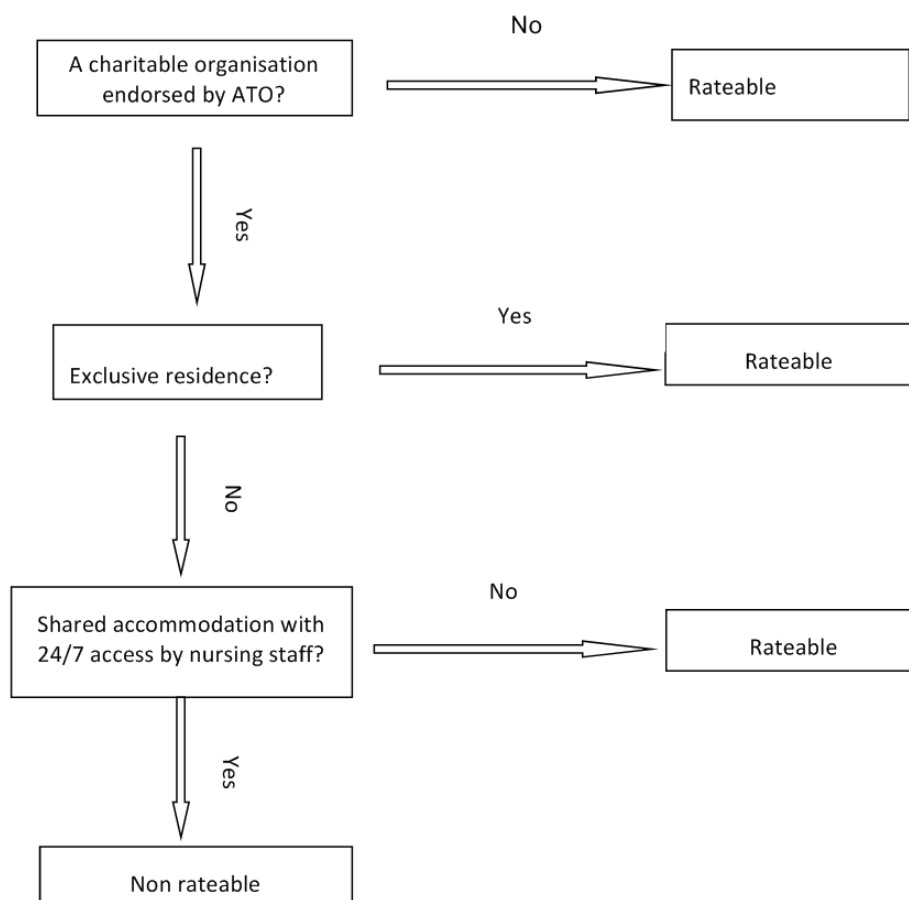 No
A charitable organisation
endorsed by ATO?
Rateable
Yes
Yes
Exclusive residence?
Rateable
No
No
Shared accommodation with
24/7 access by nursing staff?
Rateable
Yes
Non rateable